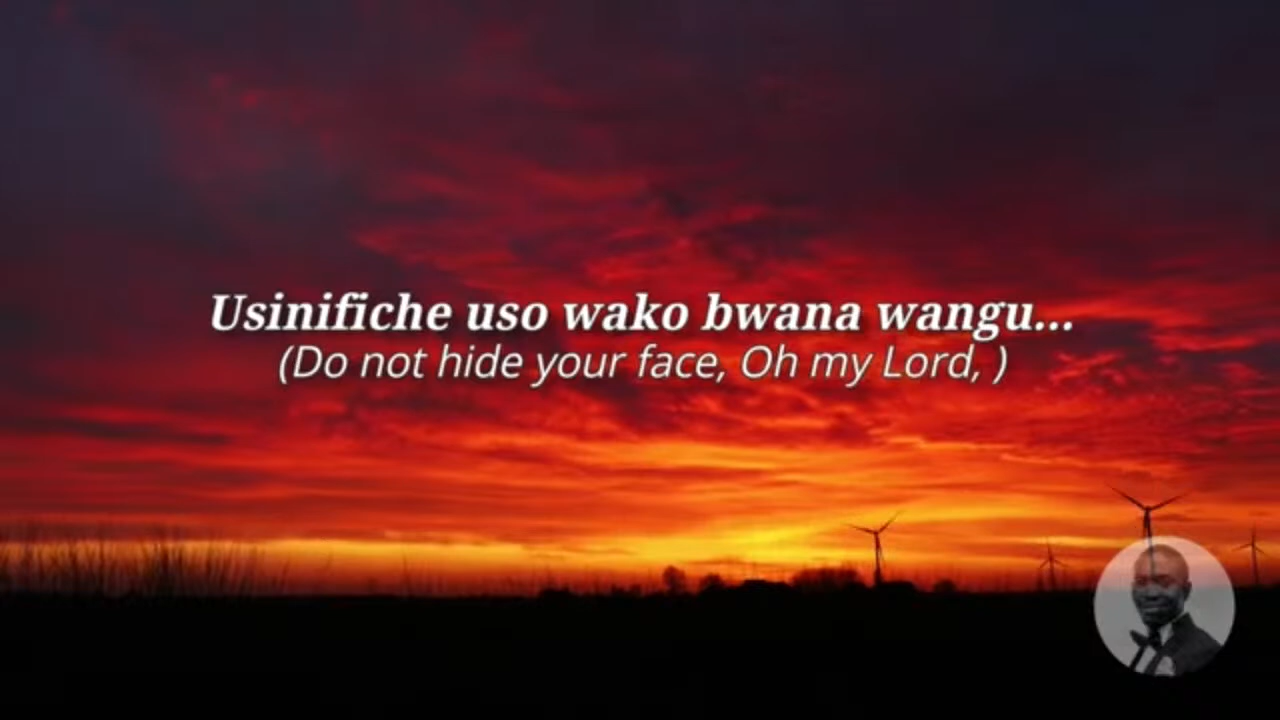 Usinifiche uso wako bwana wangu...
(Do not hide your face, Oh my Lord, )